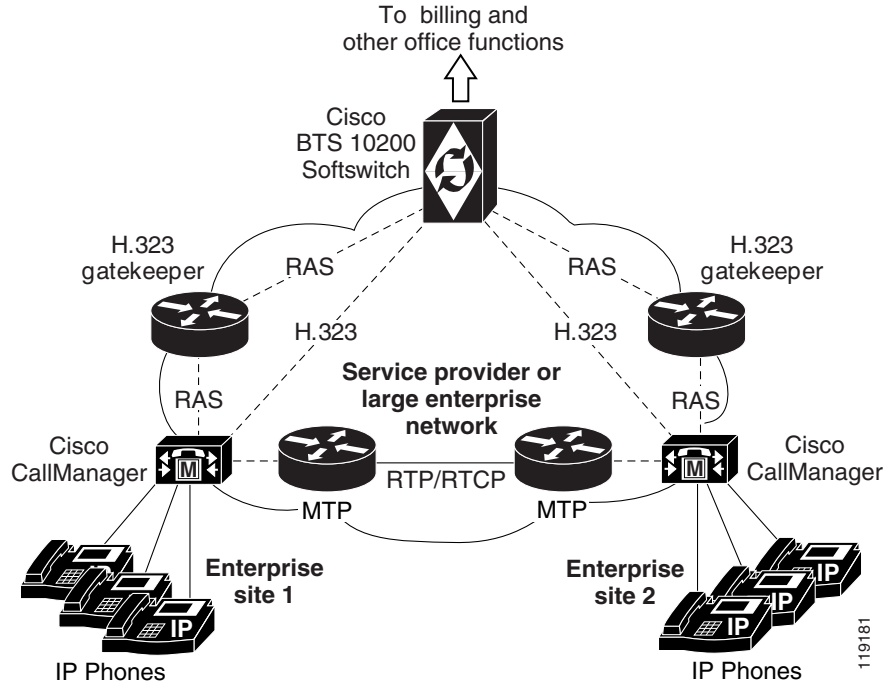 To billing and
other office functions
Cisco
BTS 10200
Softswitch
H.323
gatekeeper
RAS
RAS
H.323
gatekeeper
H.323
H.323
Service provider or
large enterprise
network
RAS
RAS
Cisco
CallManager
M
RTP/RTCP
M
Cisco
CallManager
MTP
MTP
Enterprise
site 1
Enterprise
site 2
IP
IP
IP
IP
IP Phones
IP Phones
119181